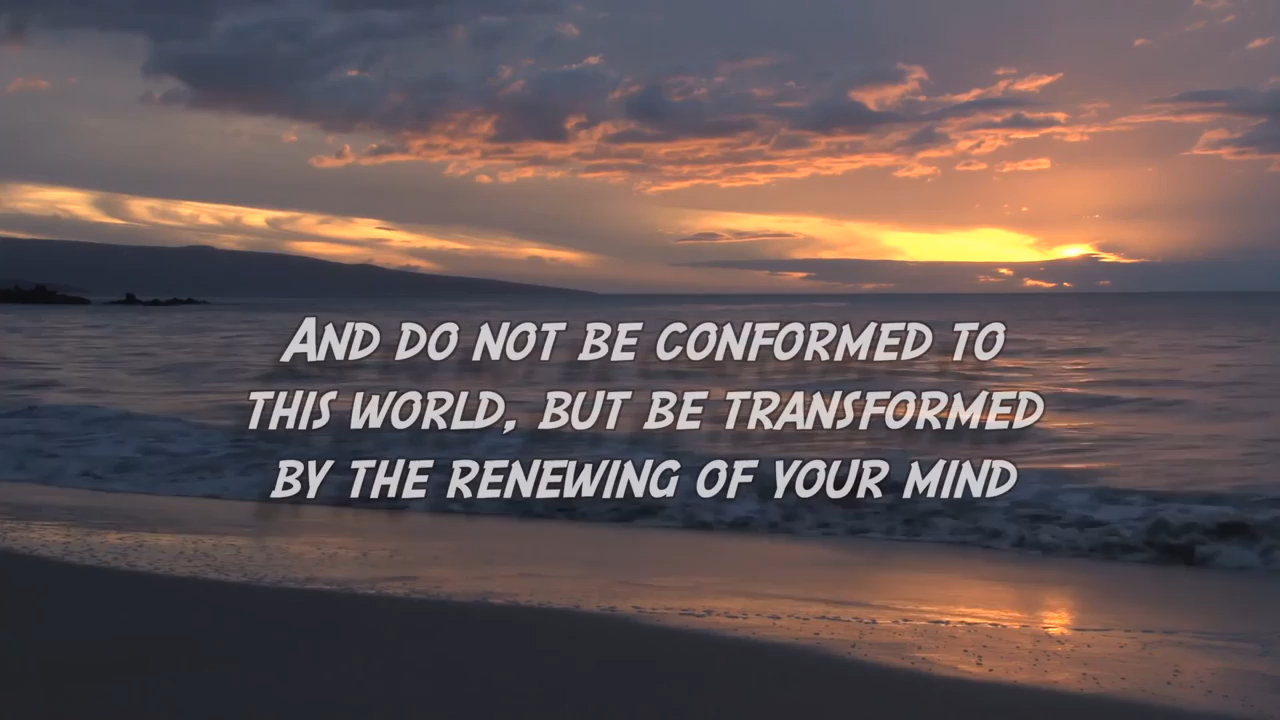 And do not be conformed to
this world, but be transformed
by the renewing of your mind